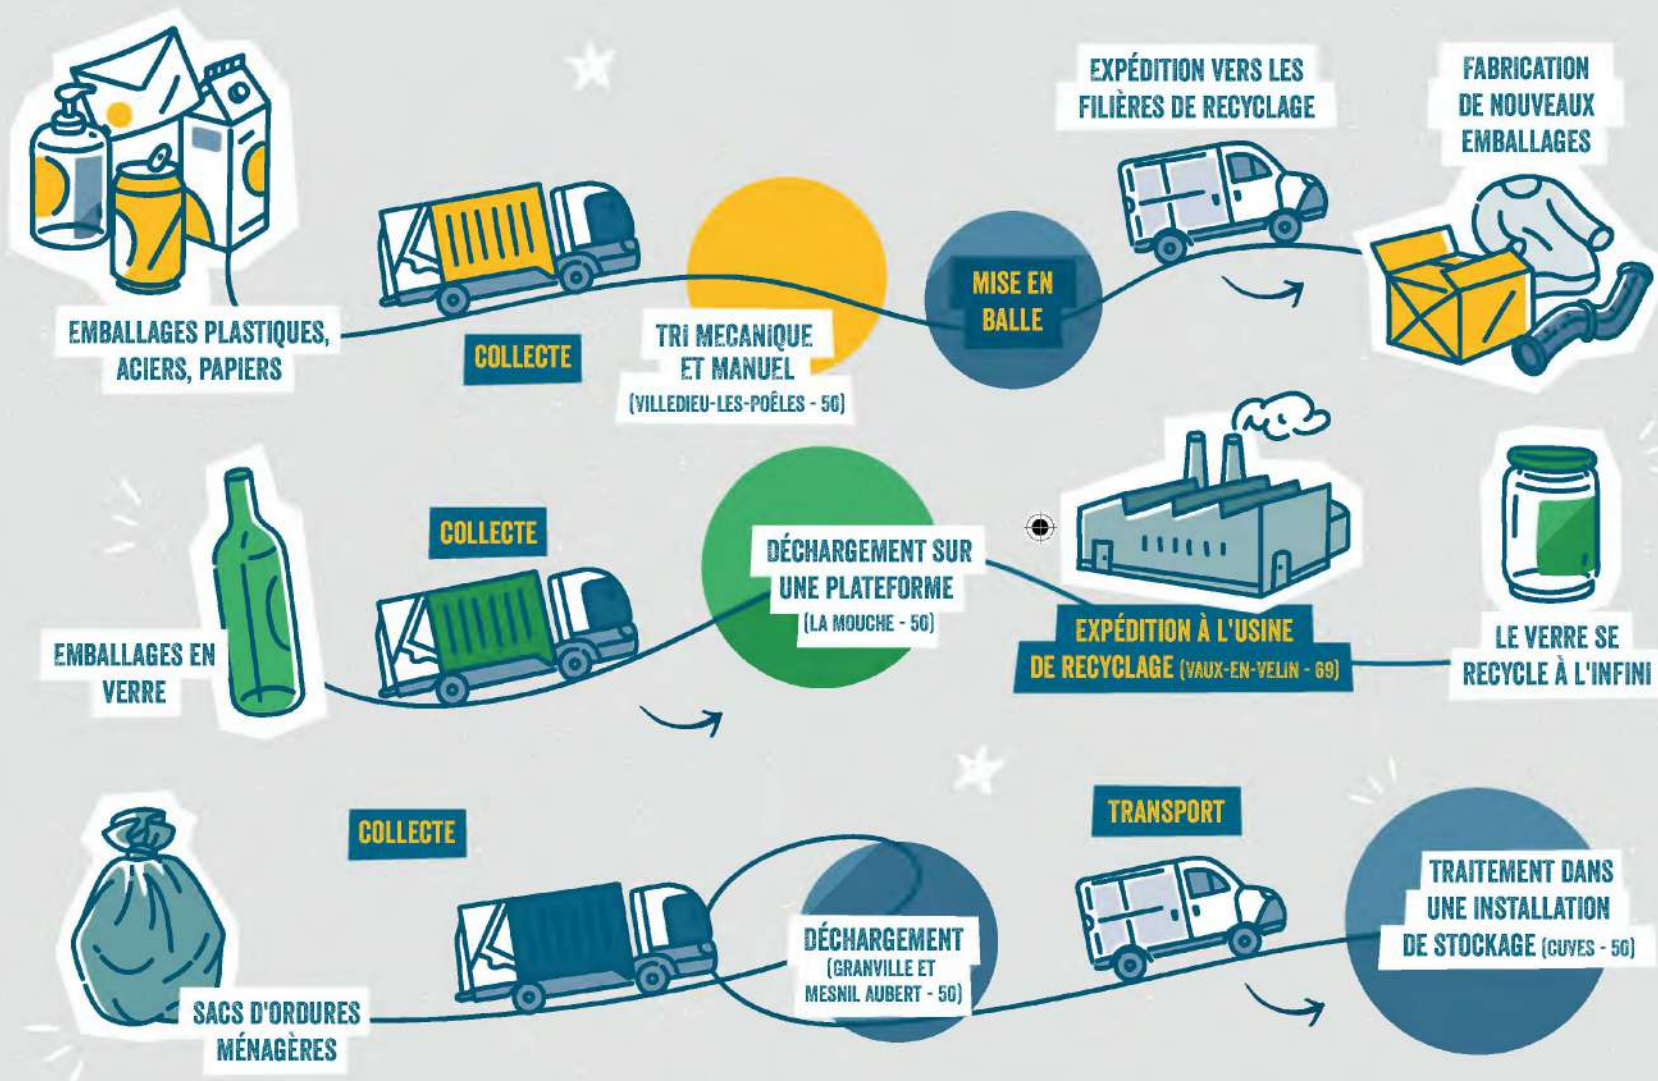 EMBALLAGES PLASTIQUES,
ACIERS, PAPIERS
COLLECTE
TRI MECANIQUE
ET MANUEL
(VILLEDIEU-LES-POÊLES - 50)
MISE EN
BALLE
EXPÉDITION VERS LES
FILIÈRES DE RECYCLAGE
FABRICATION
DE NOUVEAUX
EMBALLAGES
EMBALLAGES EN
VERRE
COLLECTE
DÉCHARGEMENT SUR
UNE PLATEFORME
(LA MOUCHE - 50)
EXPÉDITION À L'USINE
DE RECYCLAGE (VAUX-EN-VELIN - 69)
LE VERRE SE
RECYCLE À L'INFINI
SACS D'ORDURES
MÉNAGÈRES
COLLECTE
DÉCHARGEMENT
(GRANVILLE ET
MESNIL AUBERT - 50)
TRANSPORT
TRAITEMENT DANS
UNE INSTALLATION
DE STOCKAGE (CUVES - 50)